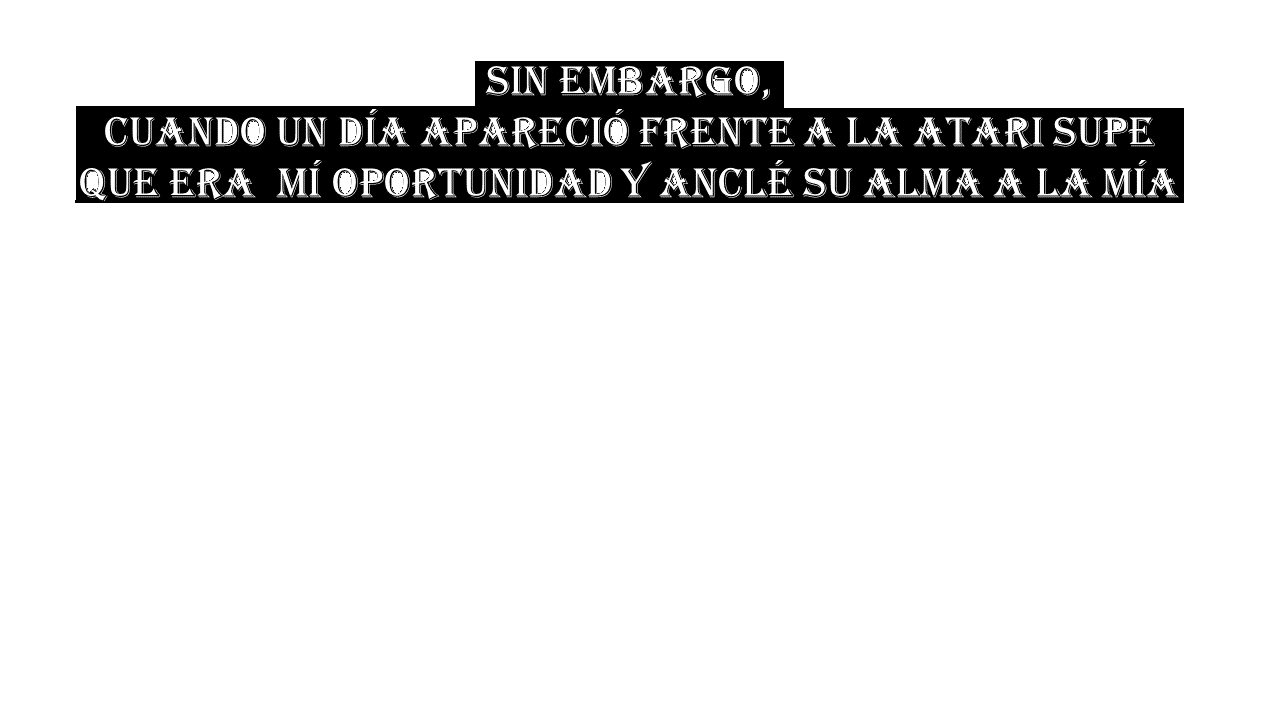 SIN EMBARGO,
CUANDO UN DÍA APARECIÓ FRENTE A LA ATARI SUPE
QUE ERA MÍ OPORTUNIDAD Y ANCLÉ SU ALMA A LA MÍA